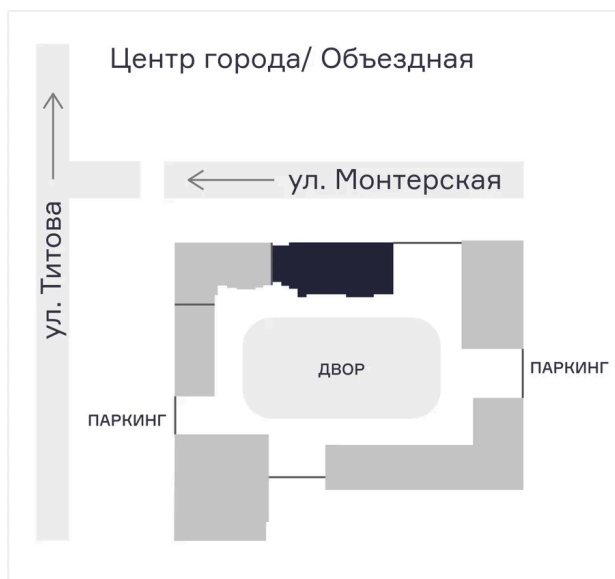 Центр города/ Объездная
ул. Монтерская
ул. Титова
ДВОР
ПАРКИНГ
ПАРКИНГ